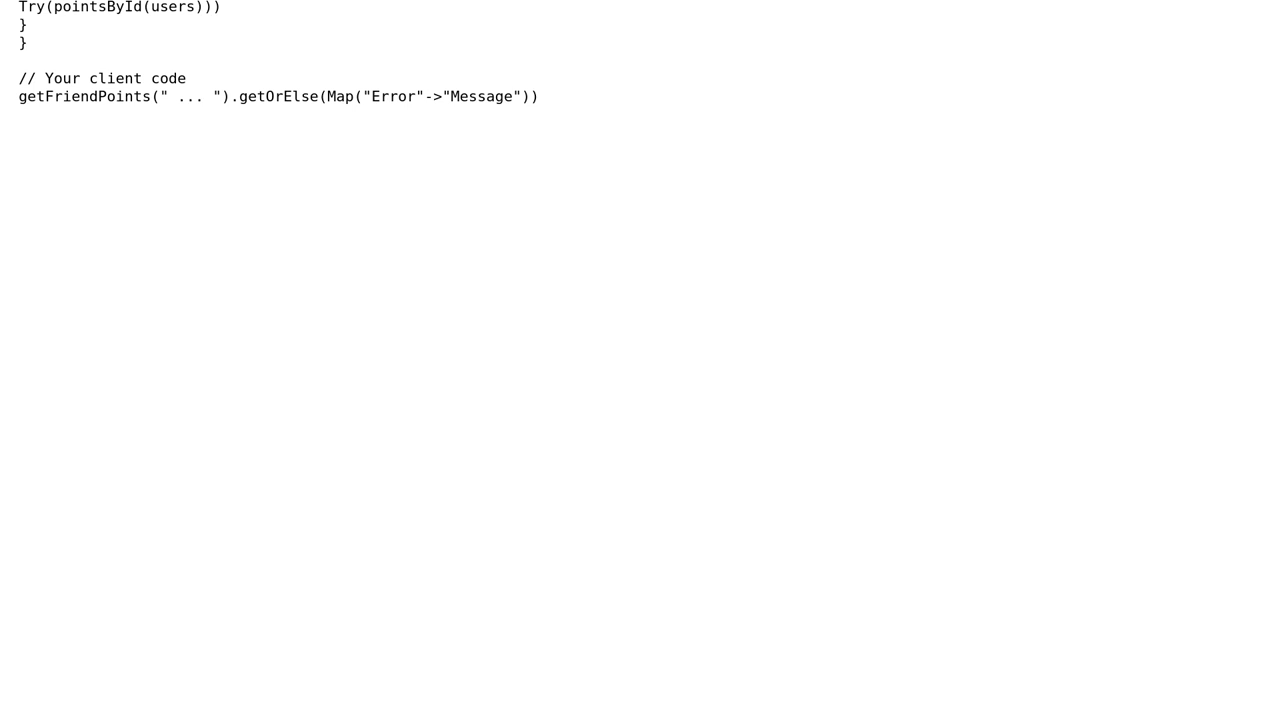 Try(pointsById(users)))
}
}
// Your client code
getFriendPoints(" ... ").getOrElse(Map("Error"->"Message"))